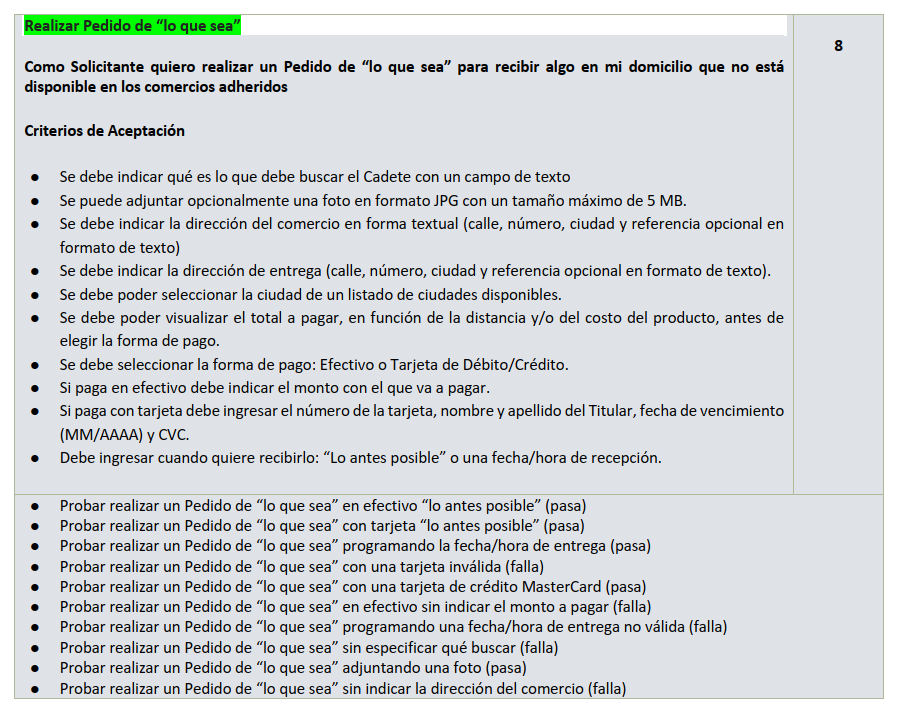 Realizar Pedido de “lo que sea”
8
Como Solicitante quiero realizar un Pedido de “lo que sea” para recibir algo en mi domicilio que no está
disponible en los comercios adheridos
Criterios de Aceptación
● Se debe indicar qué es lo que debe buscar el Cadete con un campo de texto
● Se puede adjuntar opcionalmente una foto en formato JPG con un tamaño máximo de 5 MB.
● Se debe indicar la dirección del comercio en forma textual (calle, número, ciudad y referencia opcional en
formato de texto)
● Se debe indicar la dirección de entrega (calle, número, ciudad y referencia opcional en formato de texto).
● Se debe poder seleccionar la ciudad de un listado de ciudades disponibles.
● Se debe poder visualizar el total a pagar, en función de la distancia y/o del costo del producto, antes de
elegir la forma de pago.
● Se debe seleccionar la forma de pago: Efectivo o Tarjeta de Débito/Crédito.
● Si paga en efectivo debe indicar el monto con el que va a pagar.
● Si paga con tarjeta debe ingresar el número de la tarjeta, nombre y apellido del Titular, fecha de vencimiento
(MM/AAAA) y CVC.
● Debe ingresar cuando quiere recibirlo: “Lo antes posible” o una fecha/hora de recepción.
● Probar realizar un Pedido de “lo que sea” en efectivo “lo antes posible” (pasa)
● Probar realizar un Pedido de “lo que sea” con tarjeta “lo antes posible” (pasa)
● Probar realizar un Pedido de “lo que sea” programando la fecha/hora de entrega (pasa)
● Probar realizar un Pedido de “lo que sea” con una tarjeta inválida (falla)
● Probar realizar un Pedido de “lo que sea” con una tarjeta de crédito MasterCard (pasa)
● Probar realizar un Pedido de “lo que sea” en efectivo sin indicar el monto a pagar (falla)
● Probar realizar un Pedido de “lo que sea” programando una fecha/hora de entrega no válida (falla)
● Probar realizar un Pedido de “lo que sea” sin especificar qué buscar (falla)
● Probar realizar un Pedido de “lo que sea” adjuntando una foto (pasa)
● Probar realizar un Pedido de “lo que sea” sin indicar la dirección del comercio (falla)